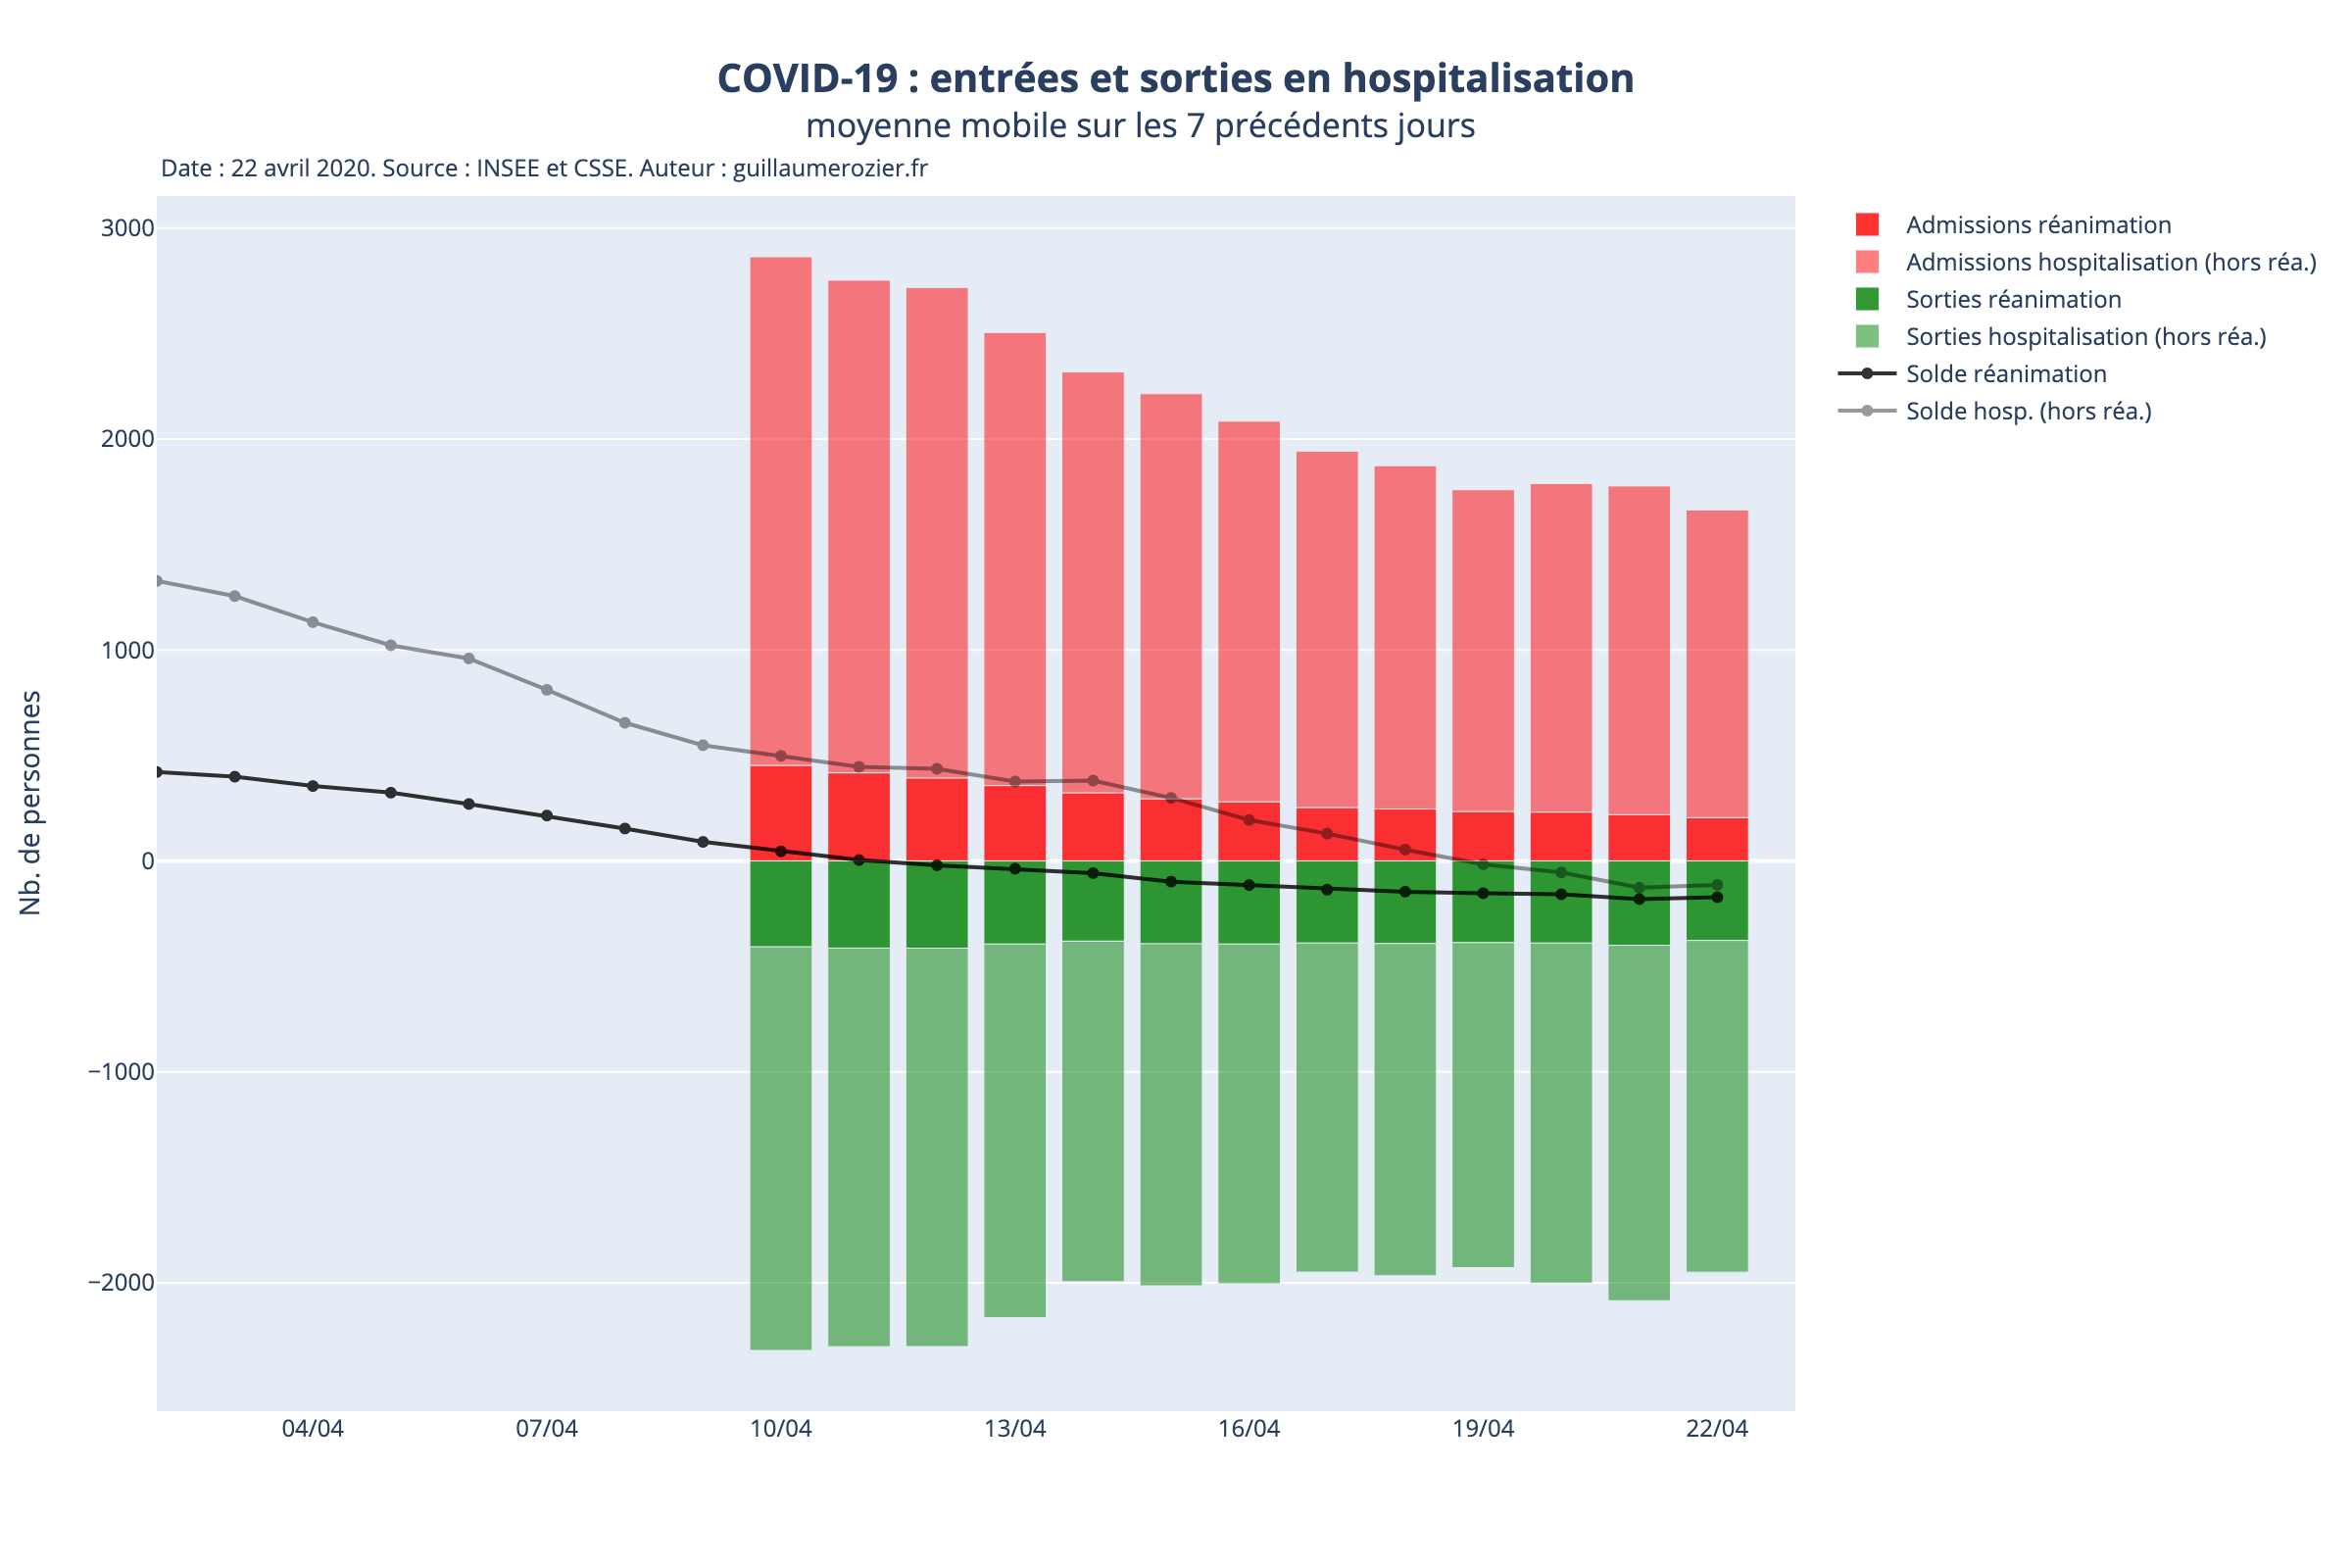 COVID-19 : entrées et sorties en hospitalisation
moyenne mobile sur les 7 précédents jours
Date : 22 avril 2020. Source : INSEE et CSSE. Auteur : guillaumerozier.fr
Admissions réanimation
Admissions hospitalisation (hors réa.)
Sorties réanimation
Sorties hospitalisation (hors réa.)
Solde réanimation
Solde hosp. (hors réa.)
Nb. de personnes
3000
2000
1000
0
−1000
−2000
04/04
07/04
10/04
13/04
16/04
19/04
22/04